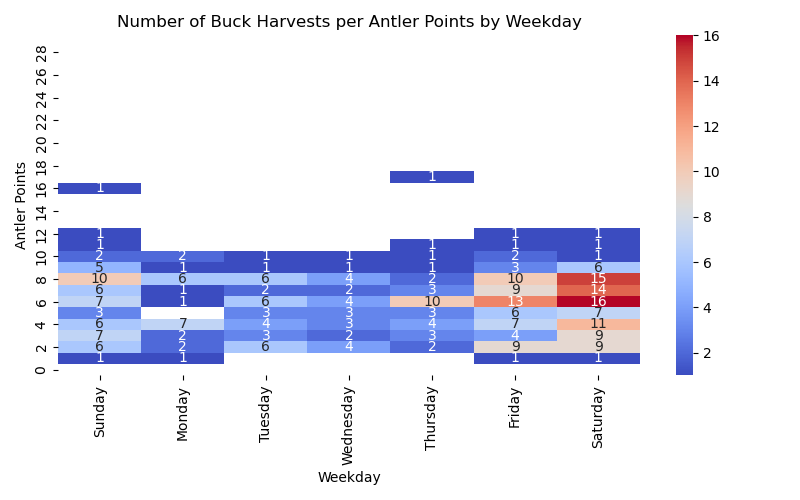 Number of Buck Harvests per Antler Points by Weekday
Antler Points
28
26
24
22
20
18
1
16 1
14
12 1 1 1
1 1 1 1
10 2 2 1 1 1 2 1
5 1 1 1 1 3 6
8 10 6 6 4 2 10 15
6 1 2 2 3 9 14
6 7 1 6 4 10 13 16
3 3 3 3 6 7
4 6 7 4 3 4 7 11
7 2 3 2 3 4 9
2 6 2 6 4 2 9 9
1 1 1 1
0
Sunday Monday Tuesday Wednesday Thursday Friday Saturday
Weekday
16
14
12
10
8
6
4
2